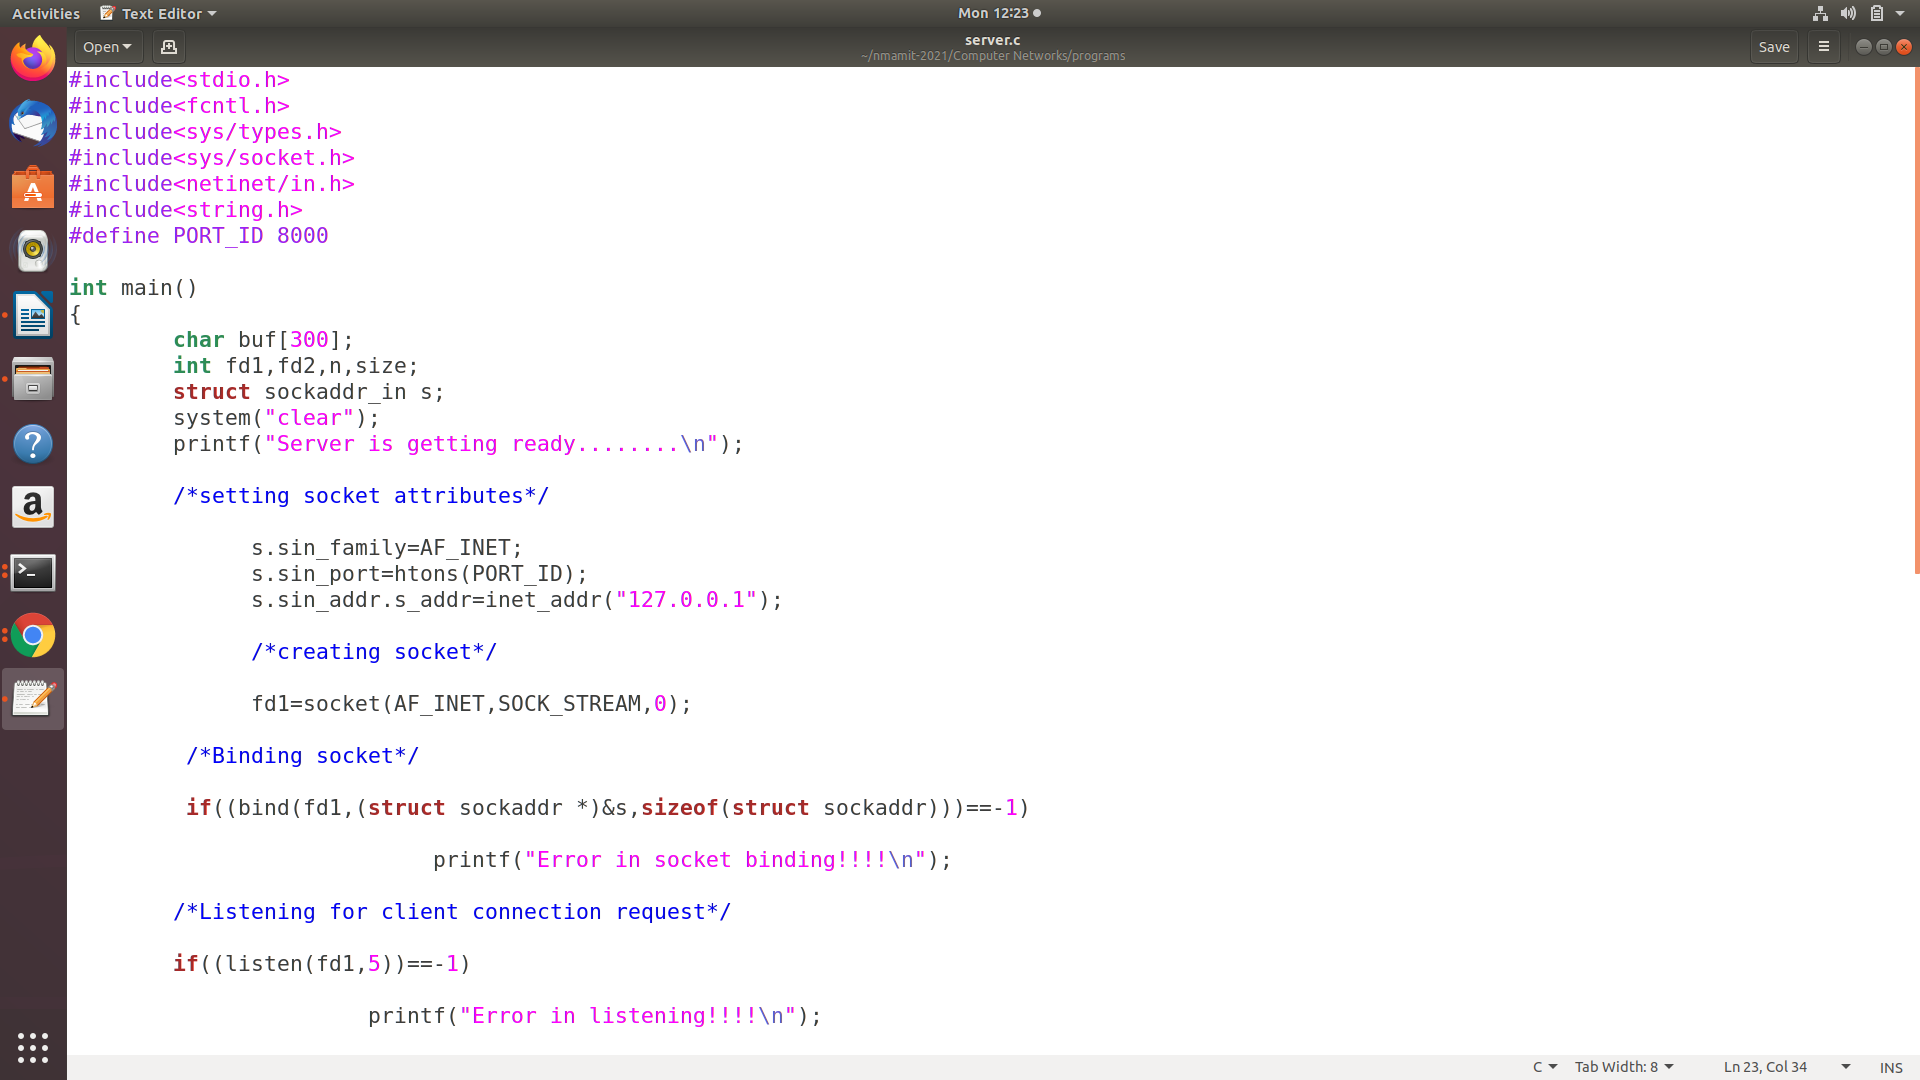 Activities Text Editor Mon 12:23
Open server.c Save
~/nmamit-2021/Computer Networks/programs
#include<stdio.h>
#include<fcntl.h>
#include<sys/types.h>
#include<sys/socket.h>
#include<netinet/in.h>
#include<string.h>
#define PORT_ID 8000
int main()
{
char buf[300];
int fd1,fd2,n,size;
struct sockaddr_in s;
system("clear");
printf("Server is getting ready........\n");
/*setting socket attributes*/
s.sin_family=AF_INET;
s.sin_port=htons(PORT_ID);
s.sin_addr.s_addr=inet_addr("127.0.0.1");
/*creating socket*/
fd1=socket(AF_INET,SOCK_STREAM,0);
/*Binding socket*/
if((bind(fd1,(struct sockaddr *)&s,sizeof(struct sockaddr)))==-1)
printf("Error in socket binding!!!!\n");
/*Listening for client connection request*/
if((listen(fd1,5))==-1)
printf("Error in listening!!!!\n");
C Tab Width: 8 Ln 23, Col 34 INS